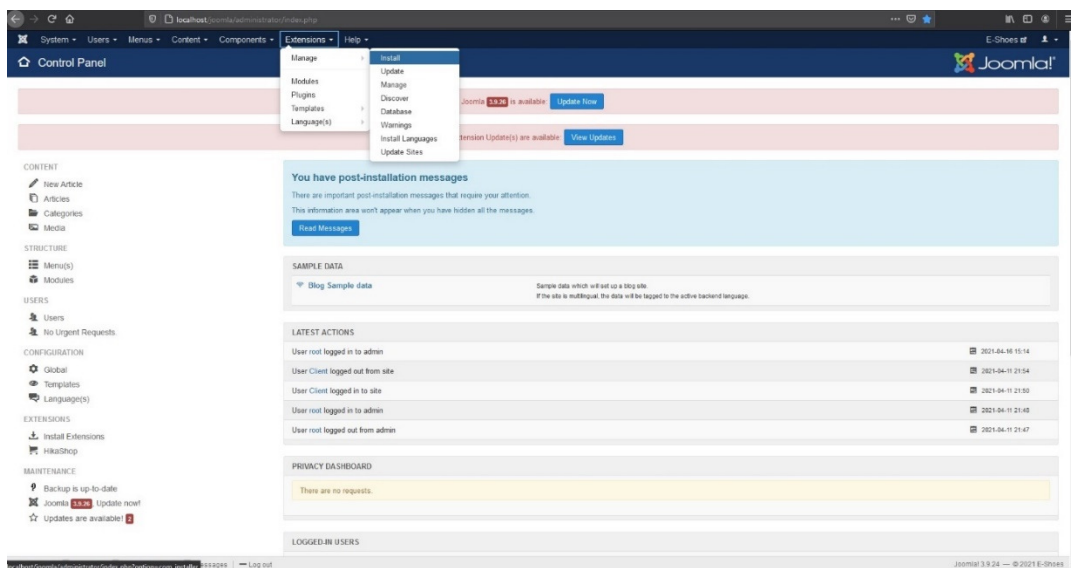 localhost/joomla/administrator/index.php
System Users Menus Content Components Extensions Help E-Shoes
Control Panel Joomla!
Manage
Modules
Plugins
Templates
Language(s)
Install
Update
Manage
Discover
Database
Warnings
Install Languages
Update Sites
Joomla 3.9.26 is available: Update Now
Extension Update(s) are available: View Updates
CONTENT
New Article
Articles
Categories
Media
STRUCTURE
Menu(s)
Modules
USERS
Users
No Urgent Requests
CONFIGURATION
Global
Templates
Language(s)
EXTENSIONS
Install Extensions
HikaShop
MAINTENANCE
Backup is up-to-date
Joomla 3.9.26, Update now!
Updates are available! 2
You have post-installation messages
There are important post-installation messages that require your attention.
This information area won't appear when you have hidden all the messages.
Read Messages
SAMPLE DATA
Blog Sample data
Sample data which will set up a blog site.
If the site is multilingual, the data will be tagged to the active backend language.
LATEST ACTIONS
User root logged in to admin 2021-04-16 15:14
User Client logged out from site 2021-04-11 21:54
User Client logged in to site 2021-04-11 21:50
User root logged in to admin 2021-04-11 21:48
User root logged out from admin 2021-04-11 21:47
PRIVACY DASHBOARD
There are no requests.
LOGGED-IN USERS
localhost/joomla/administrator/index.php?option=com_installer Log out Joomla! 3.9.24 — © 2021 E-Shoes